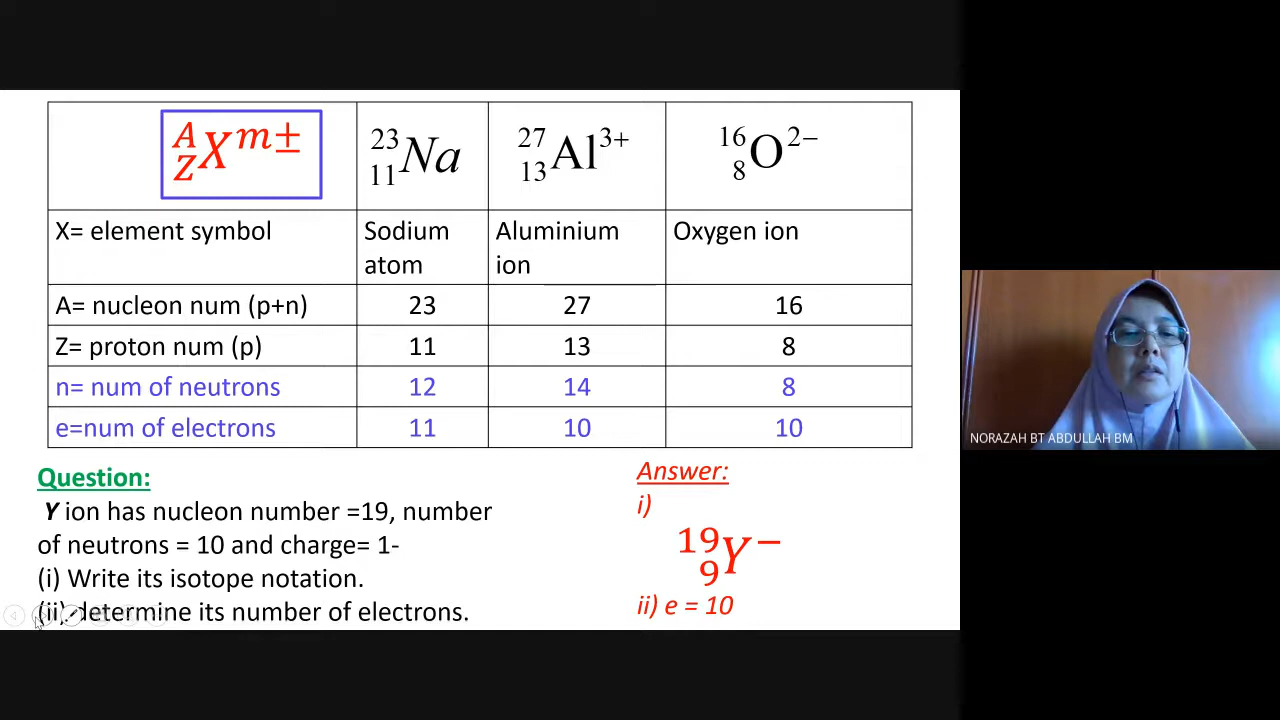 A
Z X m±
23
11 Na
27
13 Al 3+
16
8 O 2−
X= element symbol
Sodium
atom
Aluminium
ion
Oxygen ion
A= nucleon num (p+n) 23 27 16
Z= proton num (p) 11 13 8
n= num of neutrons 12 14 8
e=num of electrons 11 10 10
Question:
Y ion has nucleon number =19, number
of neutrons = 10 and charge= 1-
(i) Write its isotope notation.
(ii) determine its number of electrons.
Answer:
i)
19
9 Y −
ii) e = 10
NORAZAH BT ABDULLAH BM